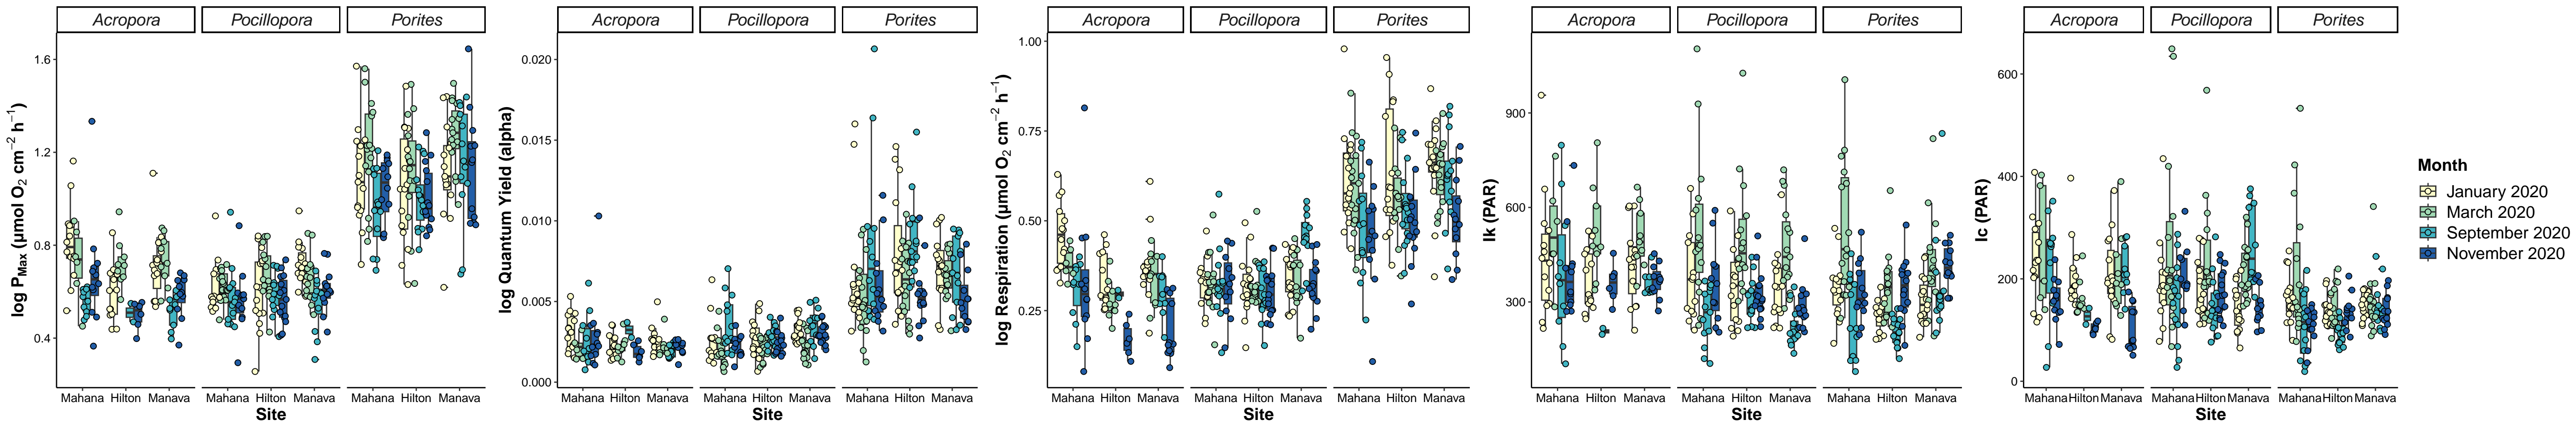 Acropora Pocillopora Porites
log PMax (μmol O2 cm−2 h−1)
1.6
1.2
0.8
0.4
Mahana Hilton Manava Mahana Hilton Manava Mahana Hilton Manava
Site
Acropora Pocillopora Porites
log Quantum Yield (alpha)
0.020
0.015
0.010
0.005
0.000
Mahana Hilton Manava Mahana Hilton Manava Mahana Hilton Manava
Site
Acropora Pocillopora Porites
log Respiration (μmol O2 cm−2 h−1)
1.00
0.75
0.50
0.25
Mahana Hilton Manava Mahana Hilton Manava Mahana Hilton Manava
Site
Acropora Pocillopora Porites
Ik (PAR)
900
600
300
Mahana Hilton Manava Mahana Hilton Manava Mahana Hilton Manava
Site
Acropora Pocillopora Porites
Ic (PAR)
600
400
200
0
Mahana Hilton Manava Mahana Hilton Manava Mahana Hilton Manava
Site
Month
January 2020
March 2020
September 2020
November 2020